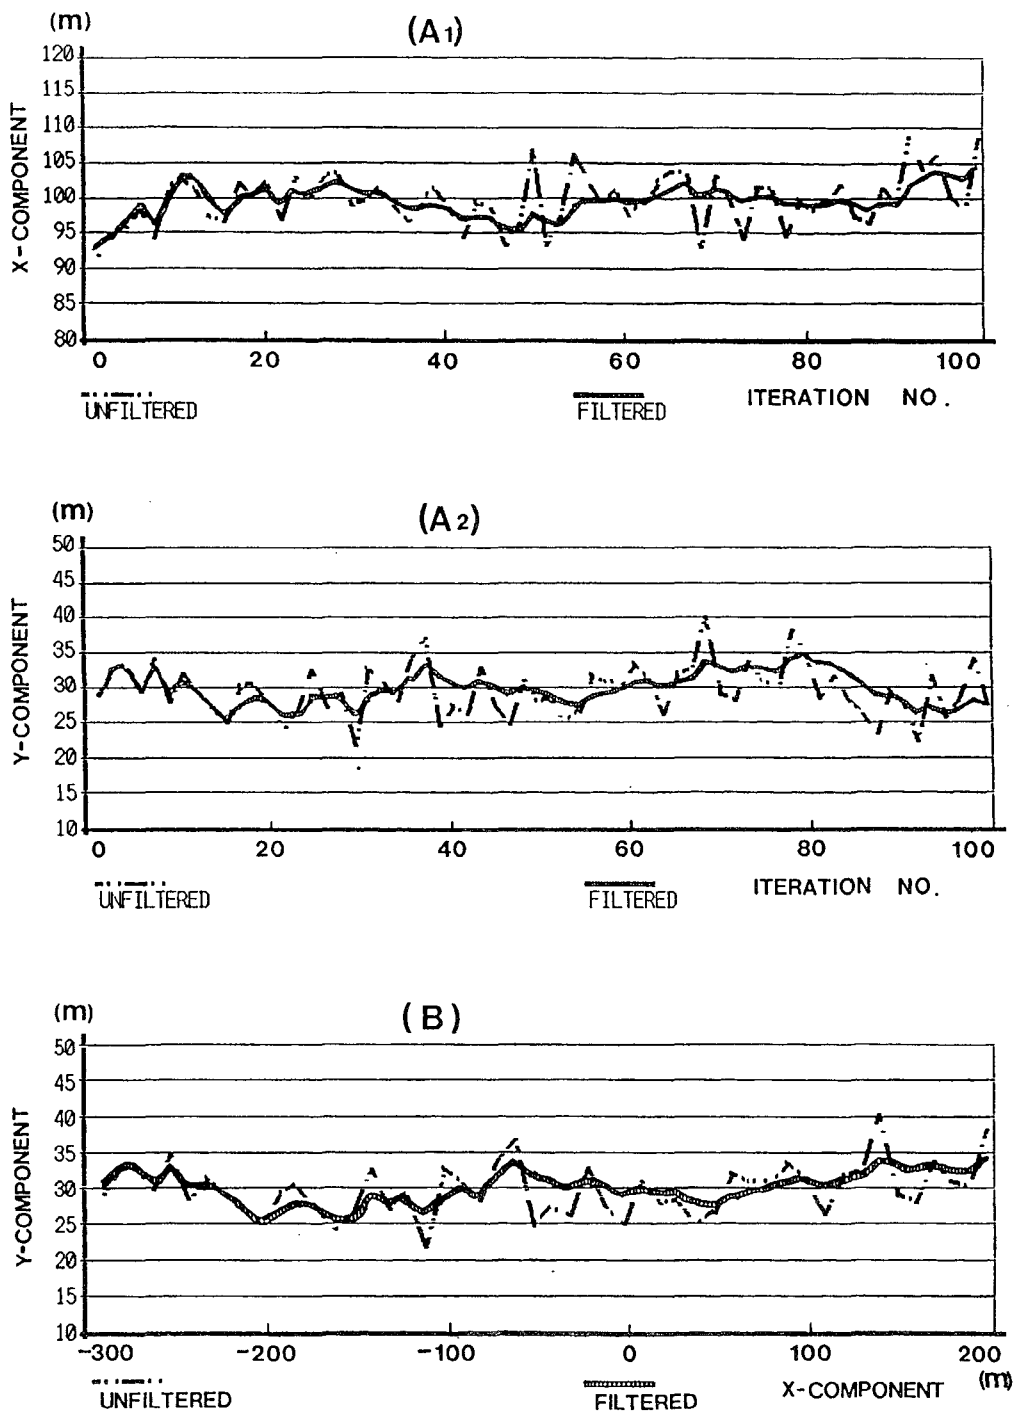 (m)
(A1)
120
115
110
105
100
95
90
85
80
X-COMPONENT
0 20 40 60 80 100
UNFILTERED FILTERED ITERATION NO.
(m)
(A2)
50
45
40
35
30
25
20
15
10
Y-COMPONENT
0 20 40 60 80 100
UNFILTERED FILTERED ITERATION NO.
(m)
(B)
50
45
40
35
30
25
20
15
10
Y-COMPONENT
-300 -200 -100 0 100 200
UNFILTERED FILTERED X-COMPONENT (m)